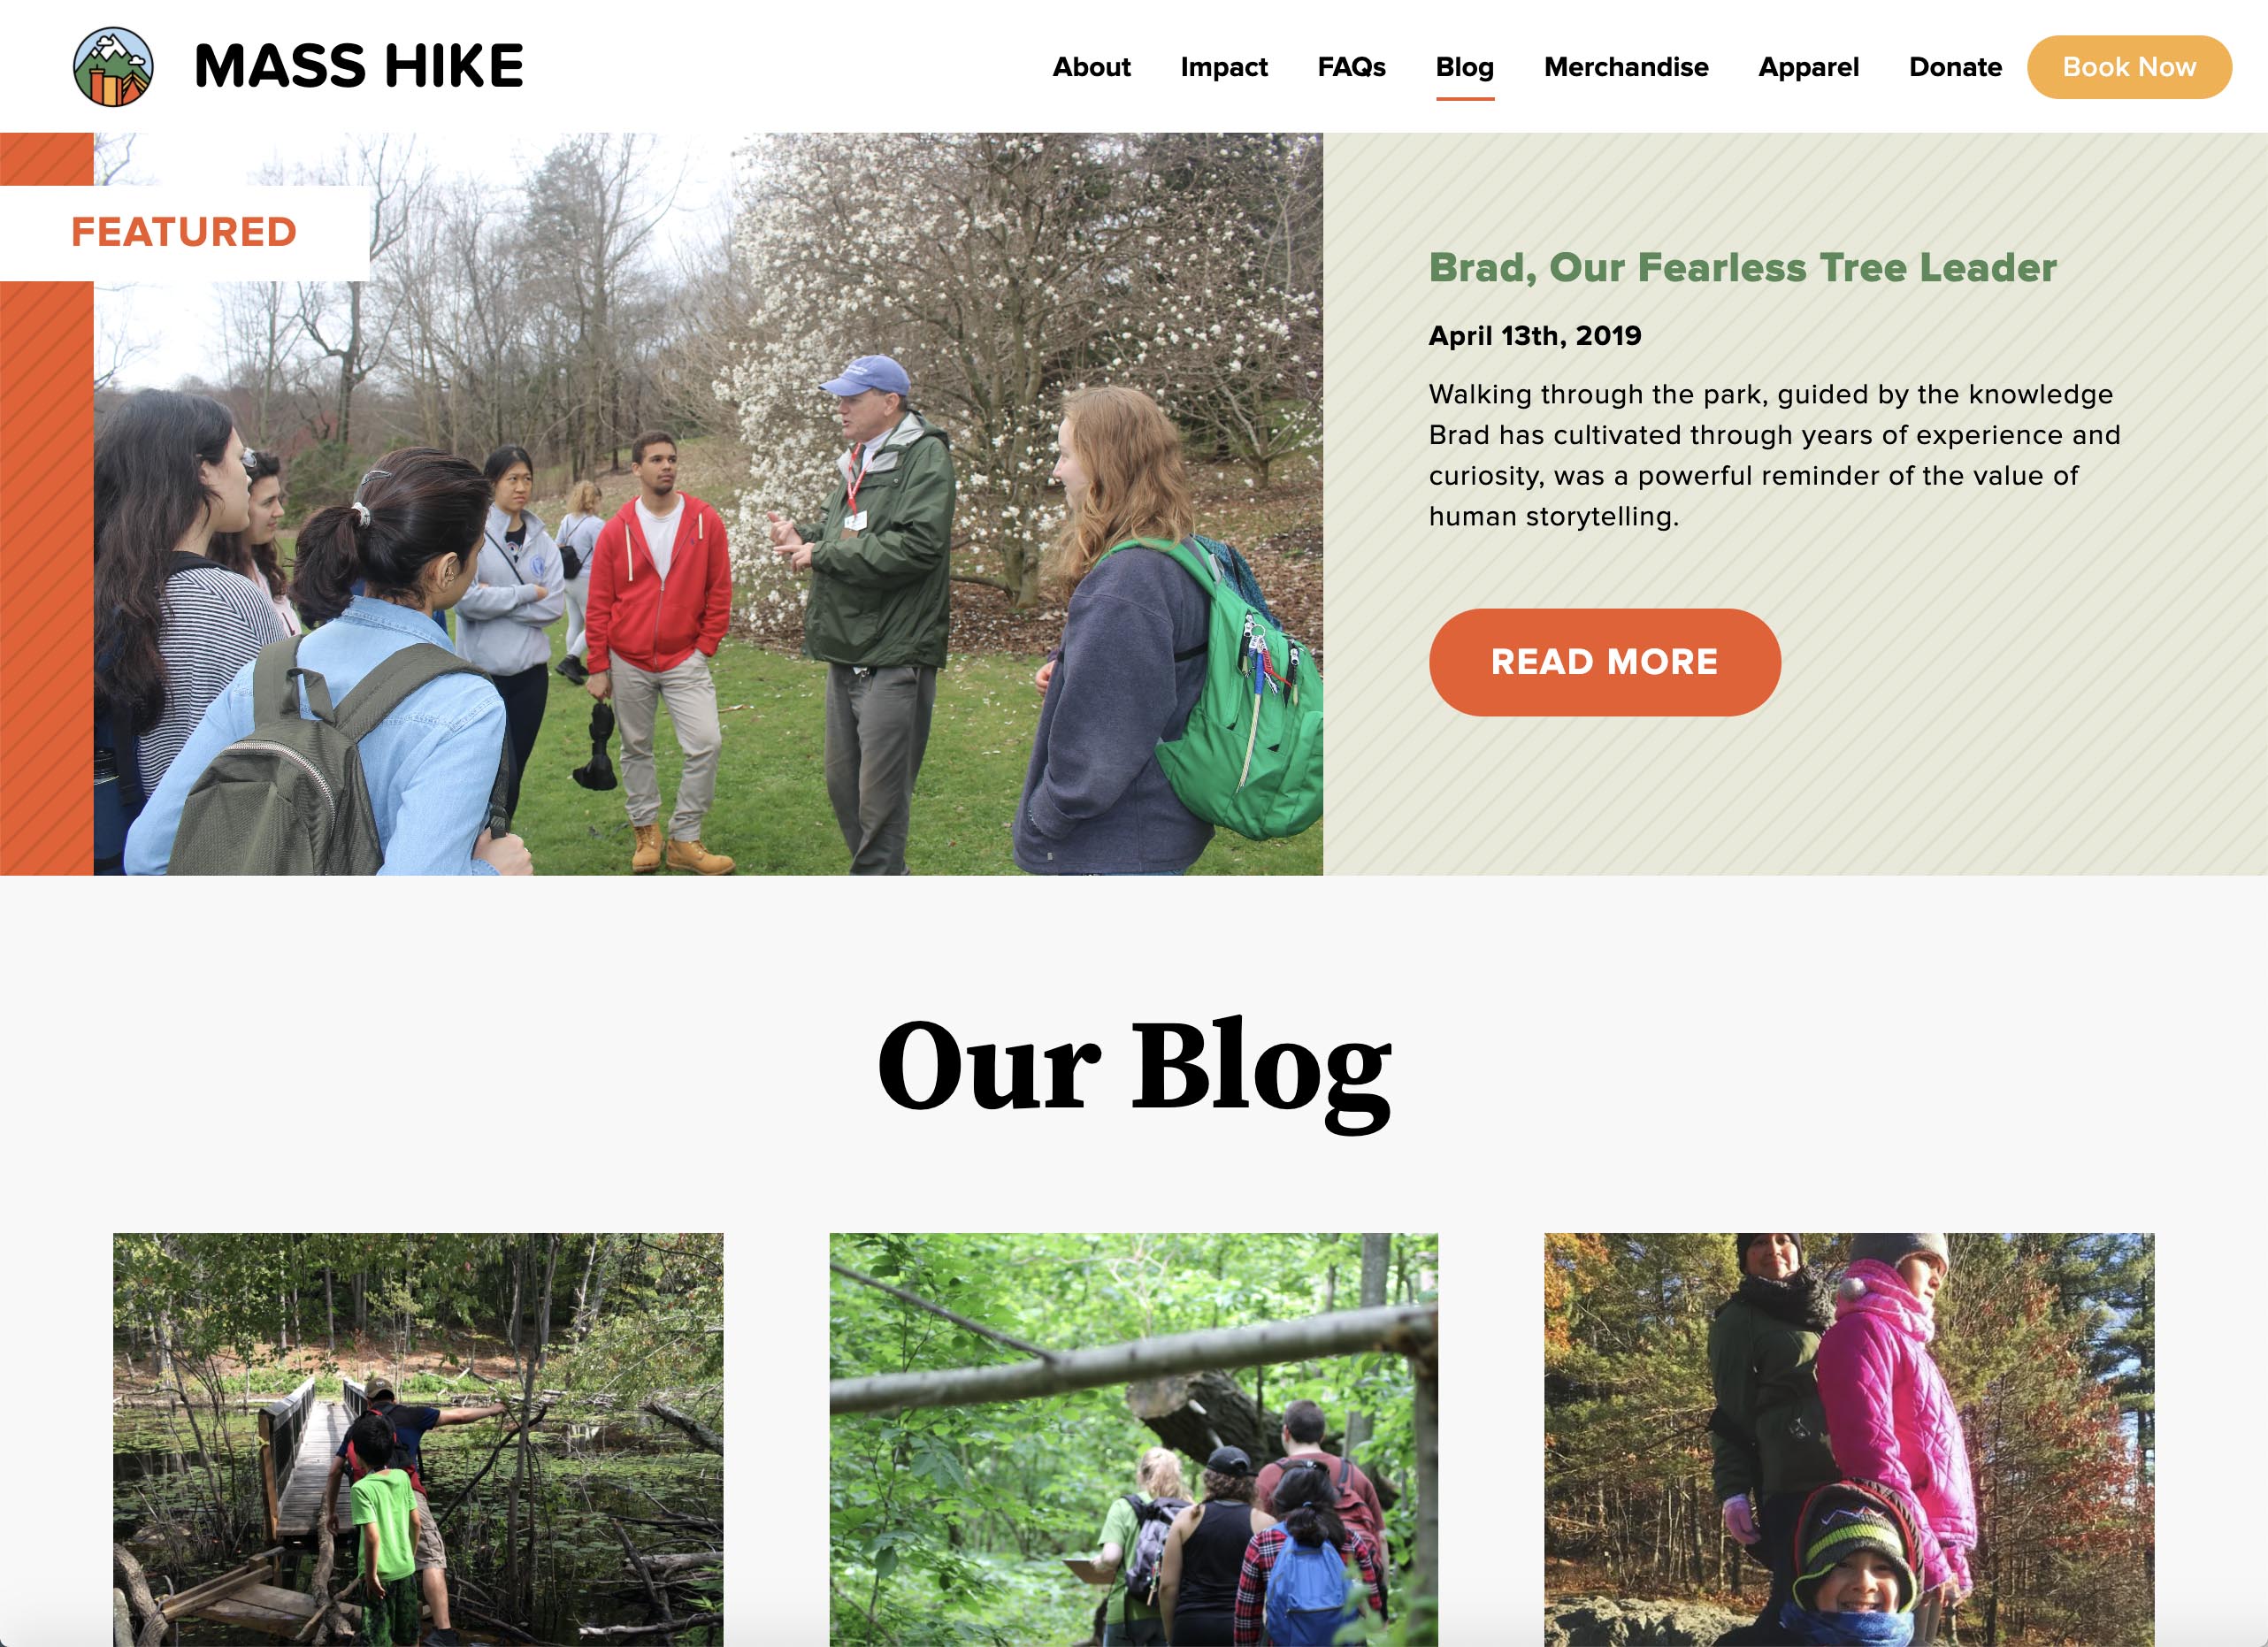 MASS HIKE
About Impact FAQs Blog Merchandise Apparel Donate Book Now
FEATURED
Brad, Our Fearless Tree Leader
April 13th, 2019
Walking through the park, guided by the knowledge
Brad has cultivated through years of experience and
curiosity, was a powerful reminder of the value of
human storytelling.
READ MORE
Our Blog